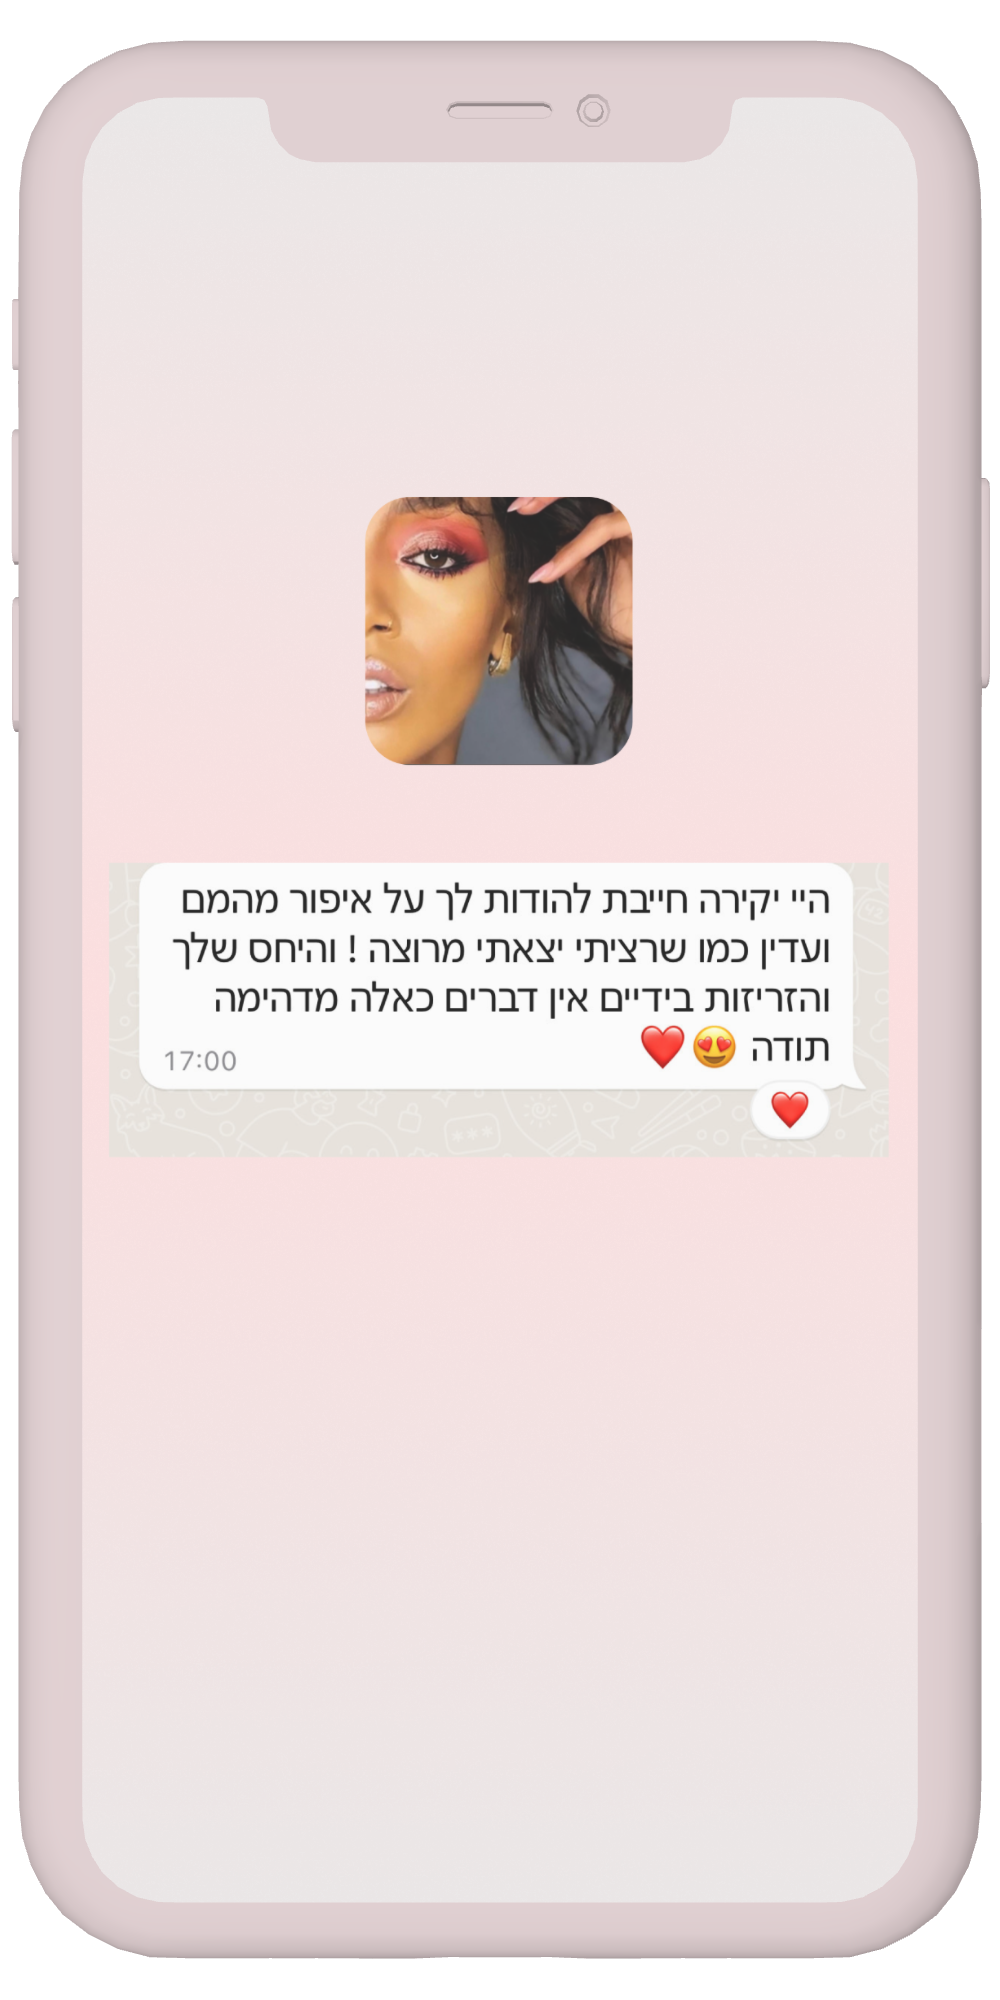 היי יקירה חייבת להודות לך על איפור מהמם
ועדין כמו שרציתי יצאתי מרוצה ! והיחס שלך
והזריזות בידיים אין דברים כאלה מדהימה
תודה 😍❤️
17:00
❤️